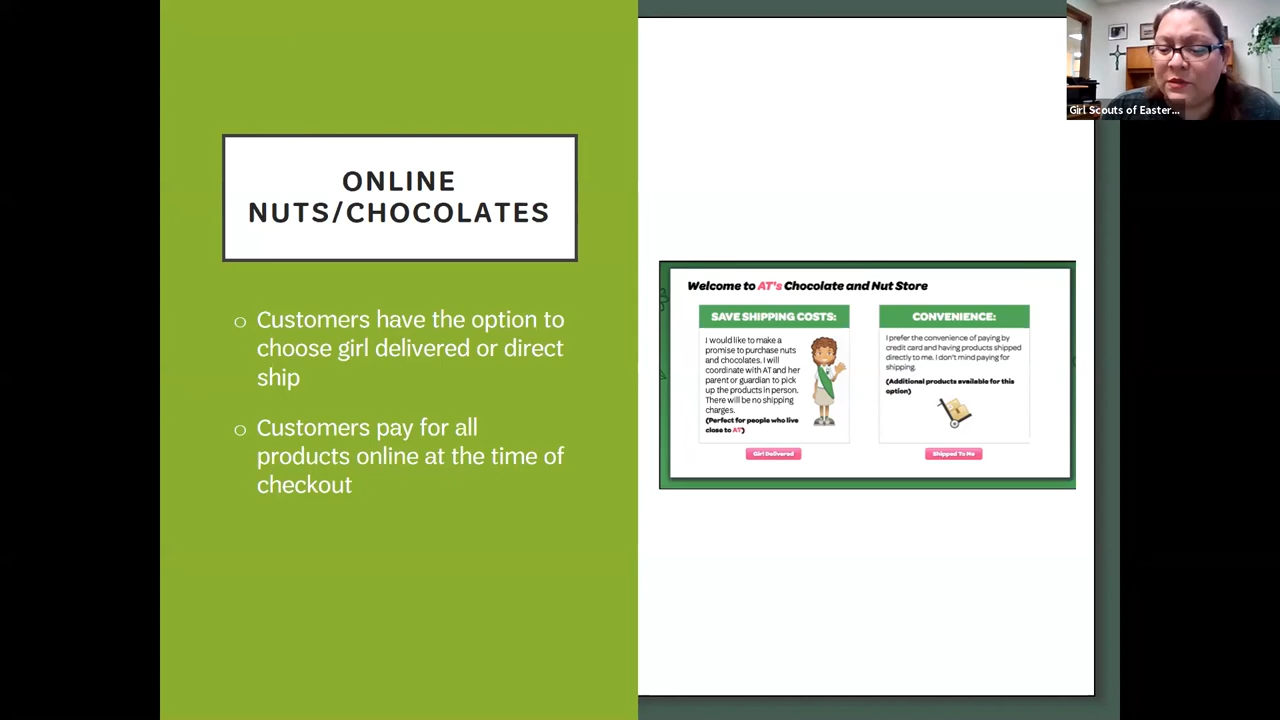 ONLINE
NUTS/CHOCOLATES
o Customers have the option to
choose girl delivered or direct
ship
o Customers pay for all
products online at the time of
checkout
Welcome to AT's Chocolate and Nut Store
SAVE SHIPPING COSTS:
I would like to make a
promise to purchase nuts
and chocolates. I will
coordinate with AT and her
parent or guardian to pick
up the products in person.
There will be no shipping
charges.
(Perfect for people who live
close to AT)
Girl Delivered
CONVENIENCE:
I prefer the convenience of paying by
credit card and having products shipped
directly to me. I don't mind paying for
shipping.
(Additional products available for this
option)
Shipped To Me
Girl Scouts of Easter...